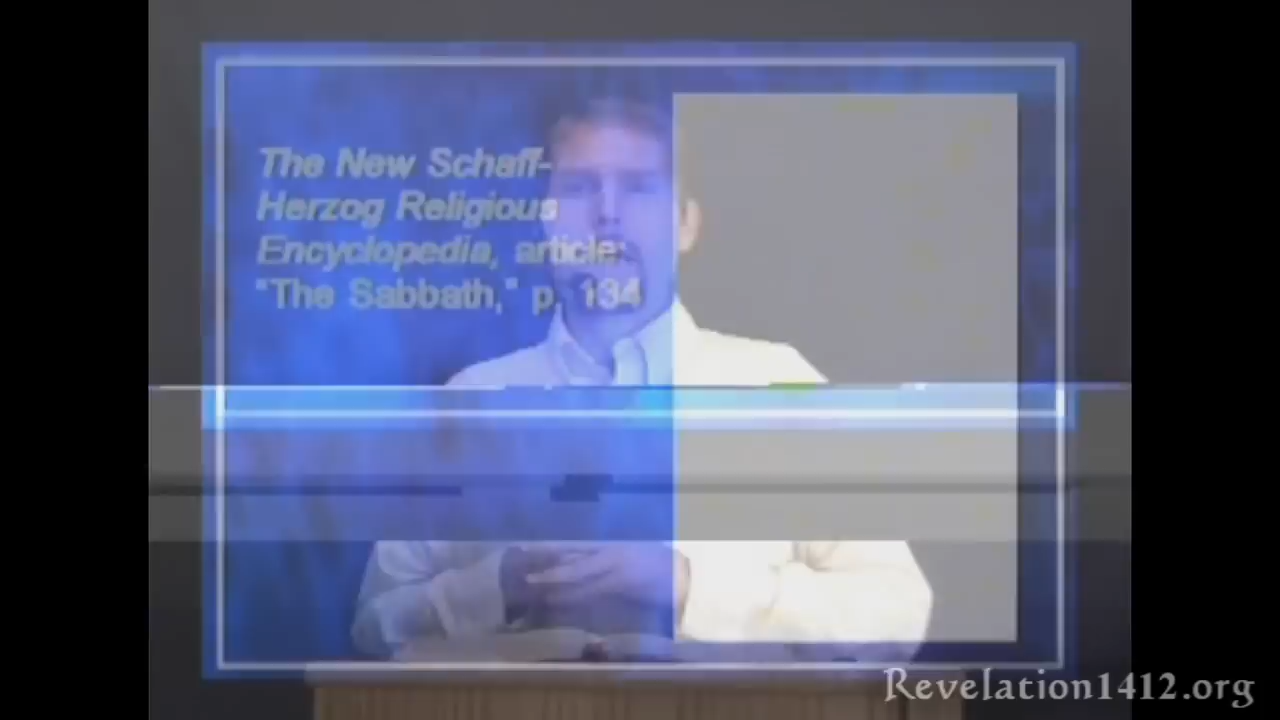 The New Schaff-
Herzog Religious
Encyclopedia, article:
"The Sabbath," p. 134
Revelation1412.org